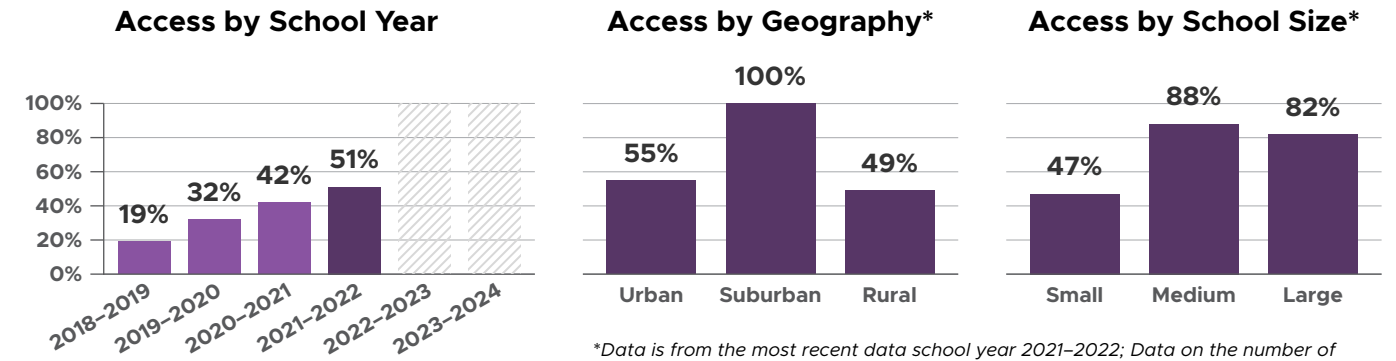 Access by School Year
100%
80%
60%
40%
20%
0%
19%
32%
42%
51%
2018–2019
2019–2020
2020–2021
2021–2022
2022–2023
2023–2024
Access by Geography*
55%
100%
49%
Urban
Suburban
Rural
Access by School Size*
47%
88%
82%
Small
Medium
Large
*Data is from the most recent data school year 2021–2022; Data on the number of